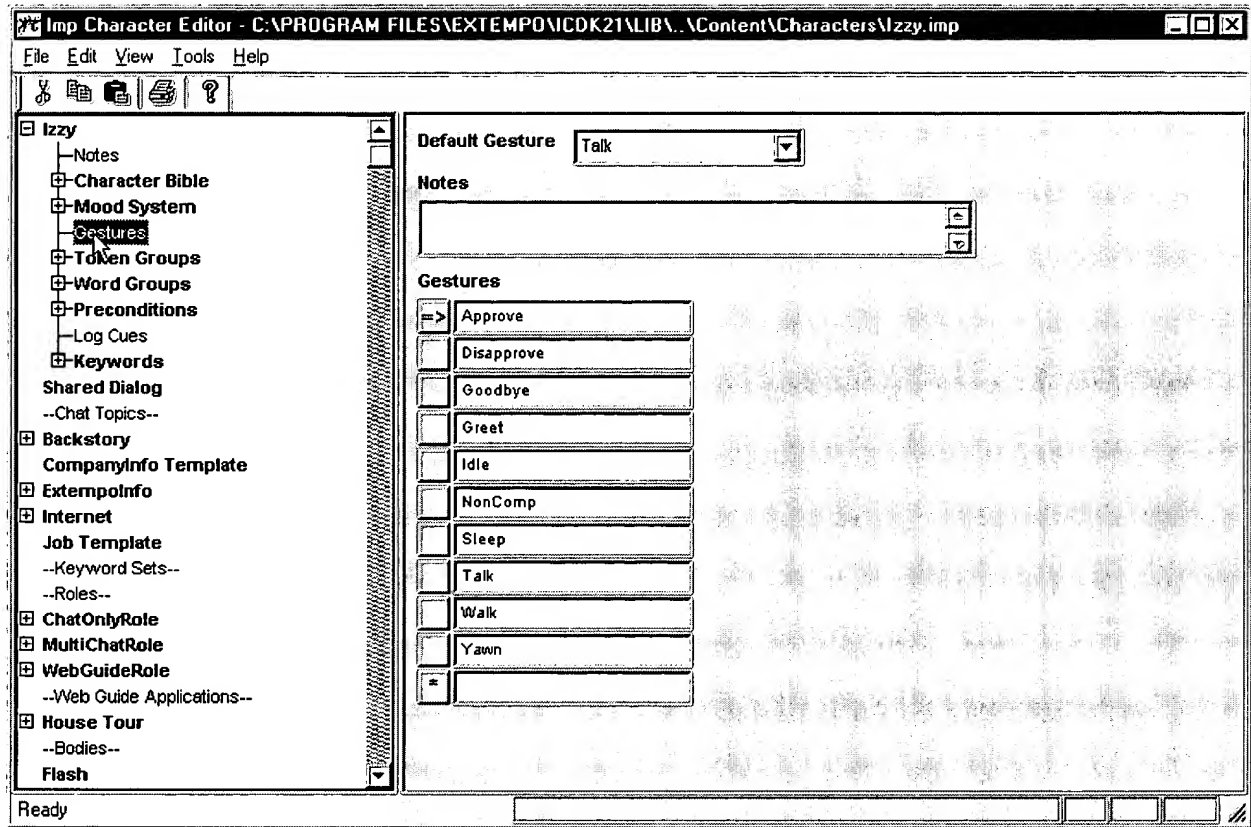 Imp Character Editor - C:\PROGRAM FILES\EXTEMPO\ICDK21\LIB\..\Content\Characters\Izzy.imp
File Edit View Tools Help
Izzy
Notes
Character Bible
Mood System
Gestures
Token Groups
Word Groups
Preconditions
Log Cues
Keywords
Shared Dialog
--Chat Topics--
Backstory
CompanyInfo Template
ExtempoInfo
Internet
Job Template
--Keyword Sets--
--Roles--
ChatOnlyRole
MultiChatRole
WebGuideRole
--Web Guide Applications--
House Tour
--Bodies--
Flash
Default Gesture Talk
Notes
Gestures
=> Approve
Disapprove
Goodbye
Greet
Idle
NonComp
Sleep
Talk
Walk
Yawn
*
Ready